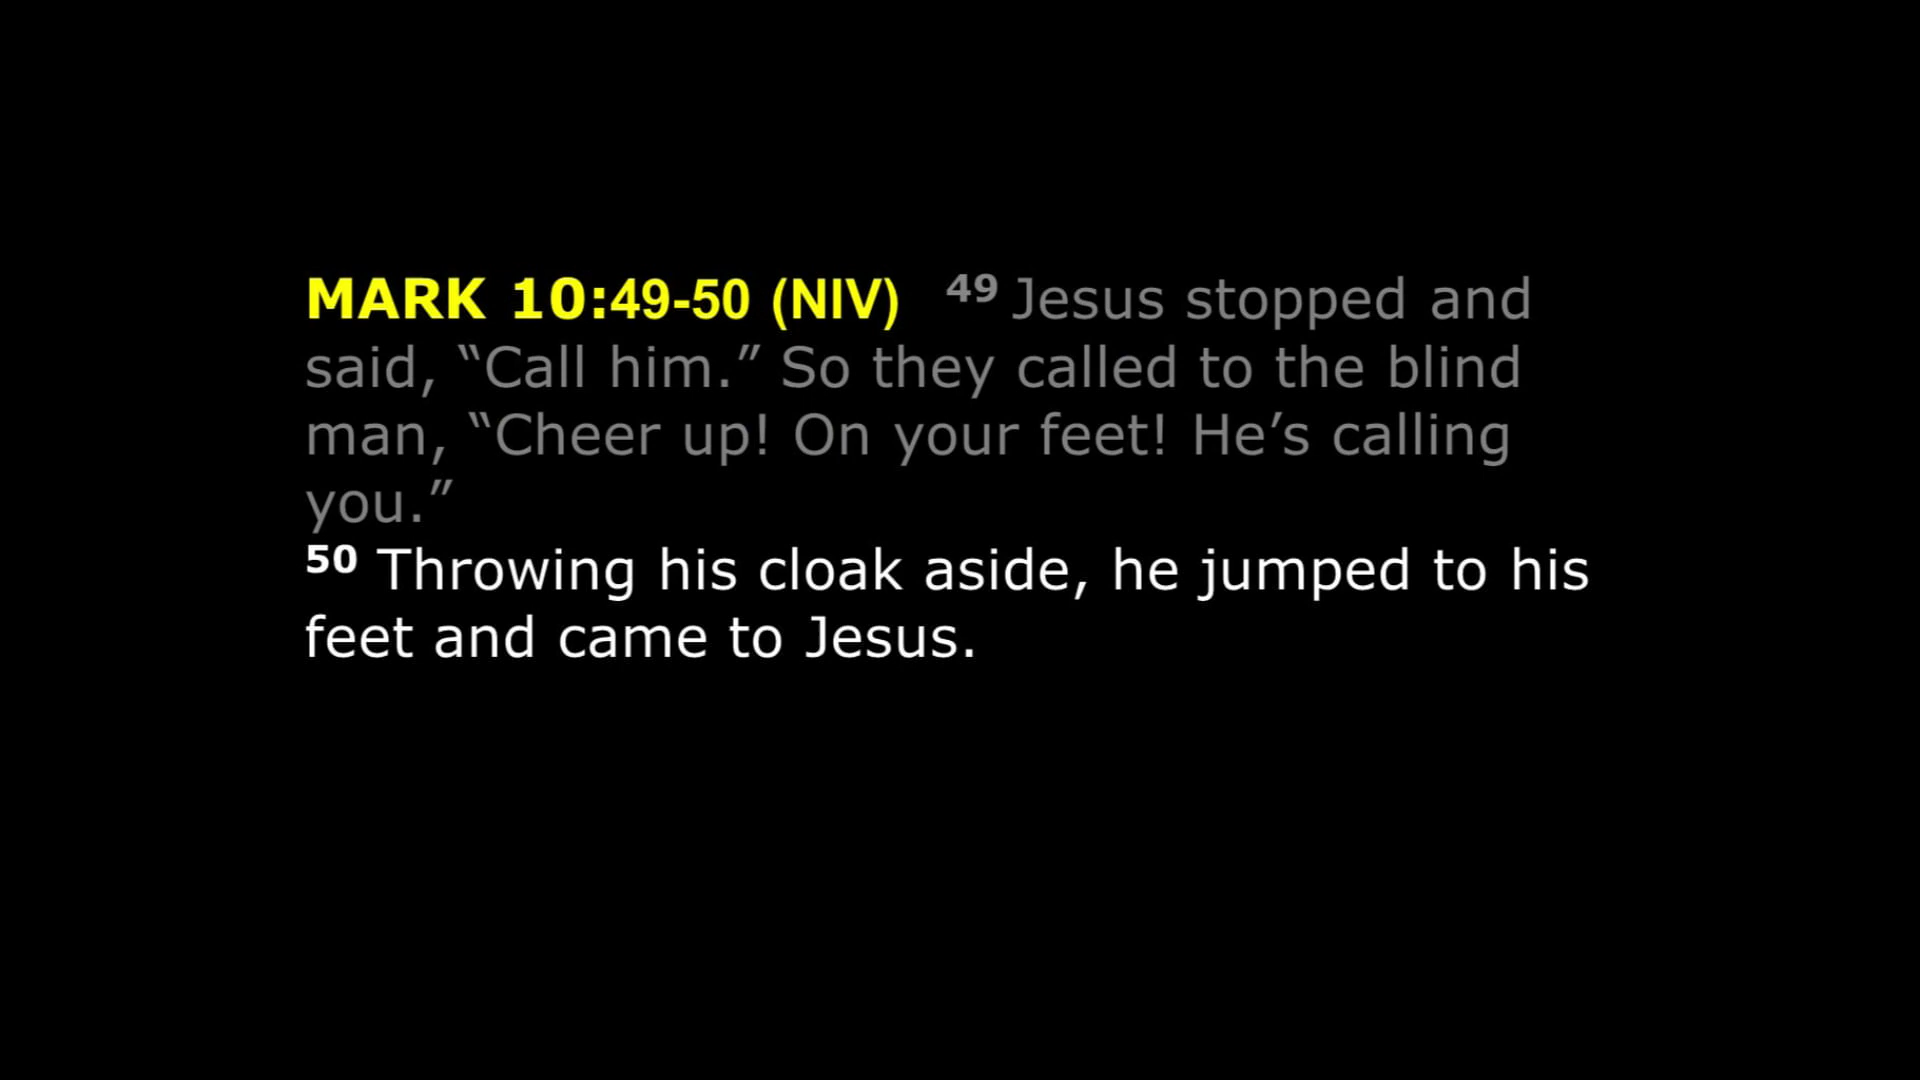 MARK 10:49-50 (NIV) 49 Jesus stopped and
said, “Call him.” So they called to the blind
man, “Cheer up! On your feet! He’s calling
you.”
50 Throwing his cloak aside, he jumped to his
feet and came to Jesus.